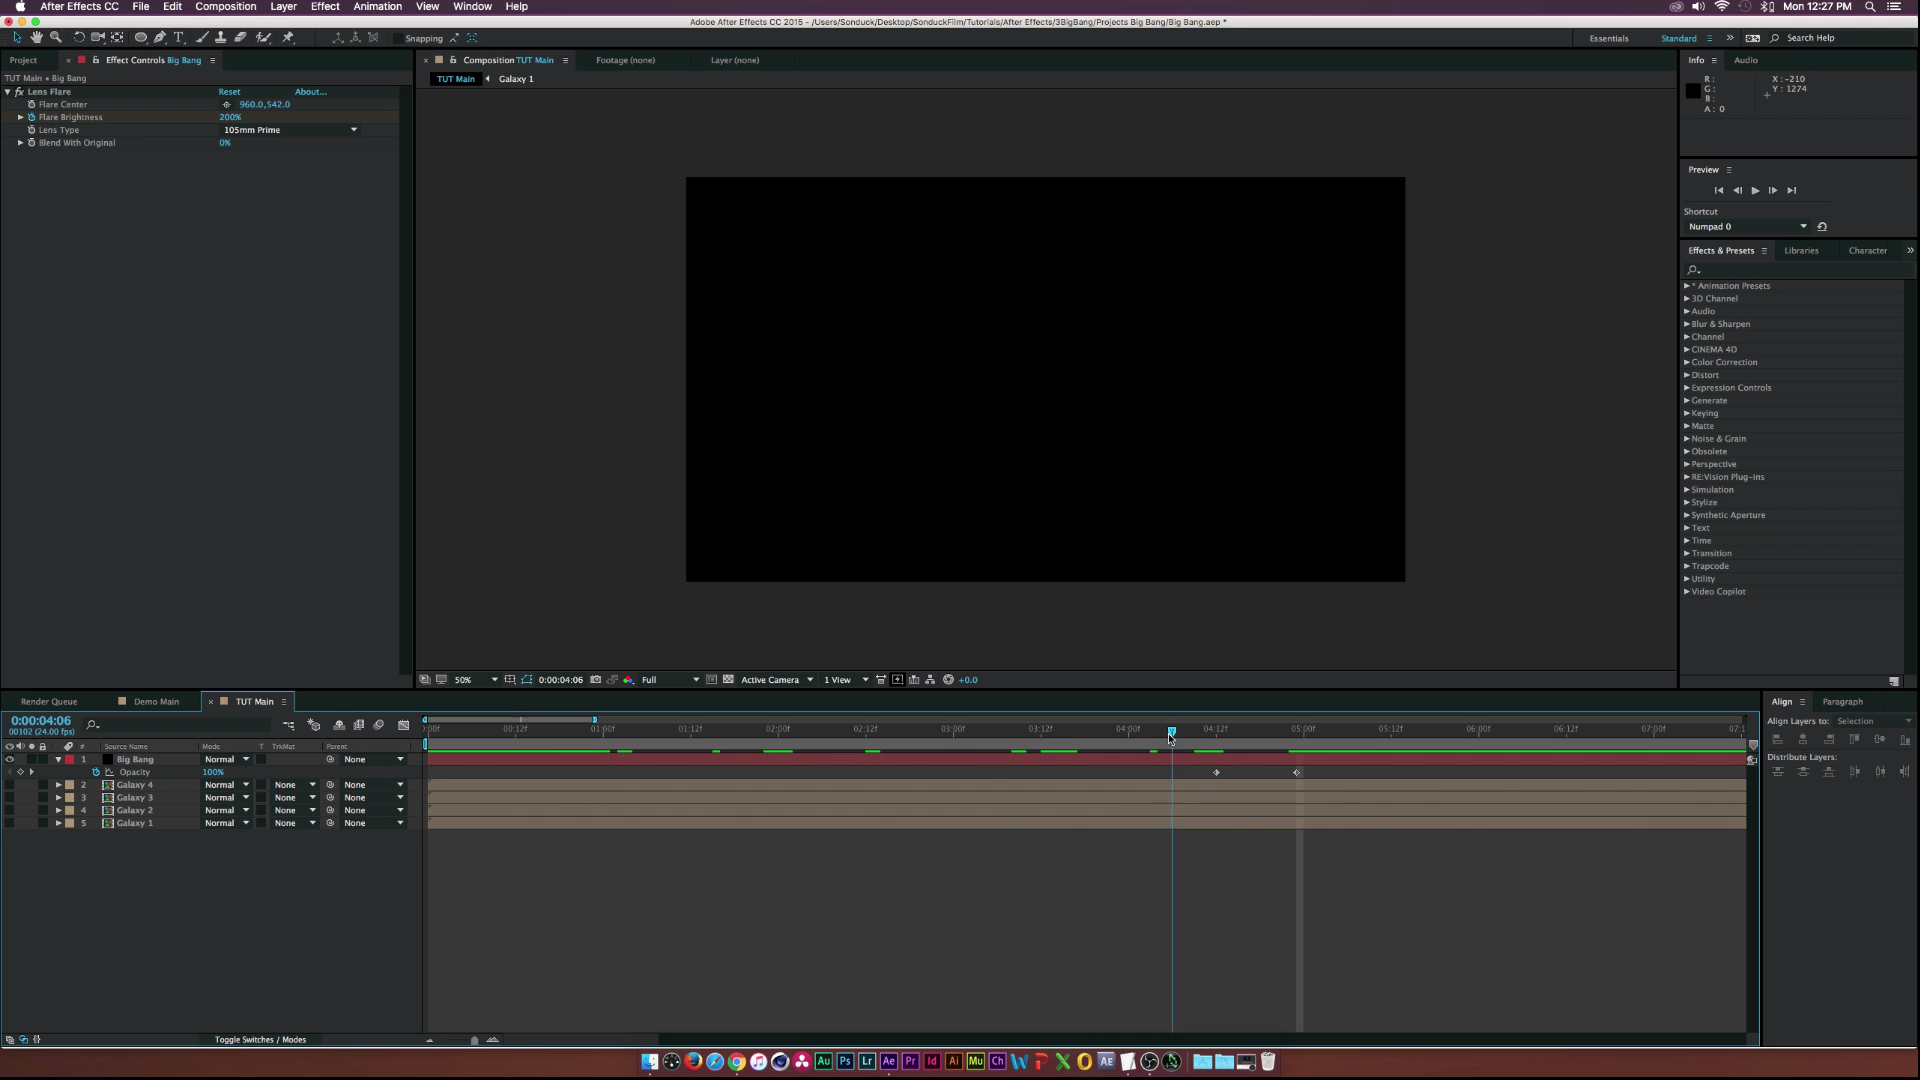 After Effects CC File Edit Composition Layer Effect Animation View Window Help Mon 12:27 PM
Adobe After Effects CC 2015 - /Users/Sonduck/Desktop/SonduckFilm/Tutorials/After Effects/3BigBang/Projects Big Bang/Big Bang.aep *
Snapping Essentials Standard Search Help
Project Effect Controls Big Bang Composition TUT Main Footage (none) Layer (none) Info Audio
TUT Main • Big Bang TUT Main Galaxy 1
R : X : -210
G : Y : 1274
B :
A : 0
Lens Flare Reset About...
Flare Center 960.0,542.0
Flare Brightness 200%
Lens Type 105mm Prime
Blend With Original 0%
Preview
Shortcut
Numpad 0
Effects & Presets Libraries Character
* Animation Presets
3D Channel
Audio
Blur & Sharpen
Channel
CINEMA 4D
Color Correction
Distort
Expression Controls
Generate
Keying
Matte
Noise & Grain
Obsolete
Perspective
RE:Vision Plug-ins
Simulation
Stylize
Synthetic Aperture
Text
Time
Transition
Trapcode
Utility
Video Copilot
50% 0:00:04:06 Full Active Camera 1 View +0.0
Render Queue Demo Main TUT Main Align Paragraph
0:00:04:06
00102 (24.00 fps)
:00f 00:12f 01:00f 01:12f 02:00f 02:12f 03:00f 03:12f 04:00f 04:12f 05:00f 05:12f 06:00f 06:12f 07:00f 07:1
Align Layers to: Selection
Distribute Layers:
# Source Name Mode T TrkMat Parent
1 Big Bang Normal None
Opacity 100%
2 Galaxy 4 Normal None None
3 Galaxy 3 Normal None None
4 Galaxy 2 Normal None None
5 Galaxy 1 Normal None None
Toggle Switches / Modes
Au Ps Lr Ae Pr Id Ai Mu Ch W P X O AE